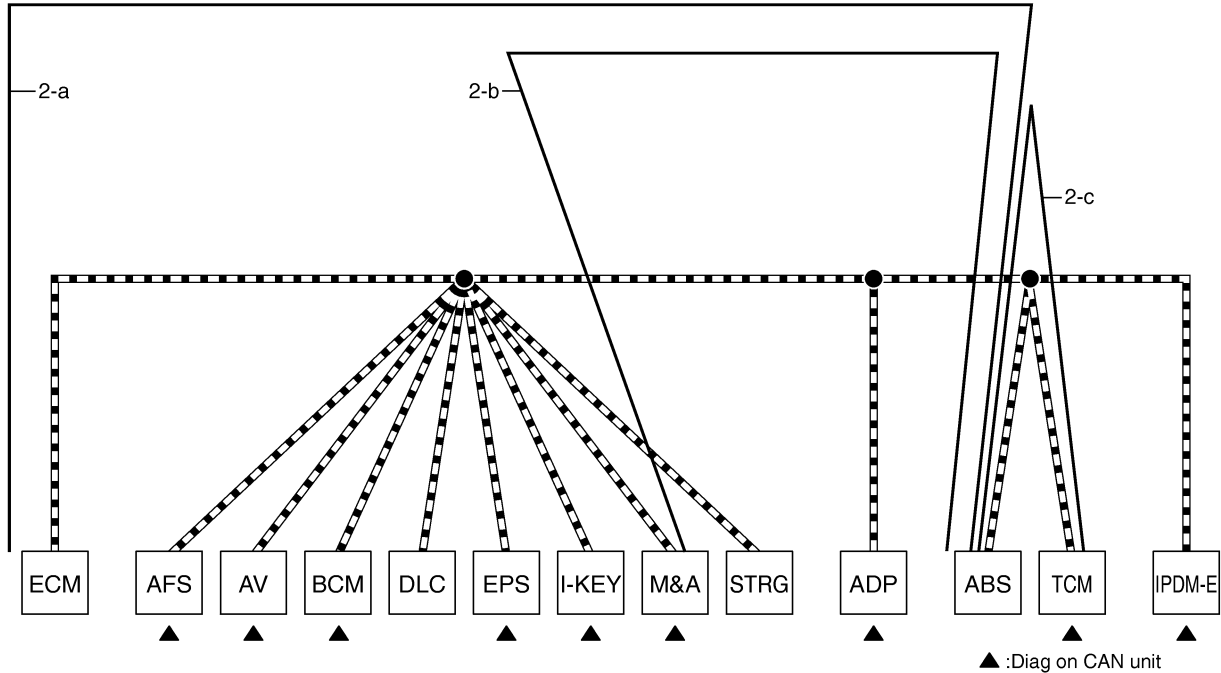 2-a
2-b
2-c
ECM
AFS
AV
BCM
DLC
EPS
I-KEY
M&A
STRG
ADP
ABS
TCM
IPDM-E
:Diag on CAN unit